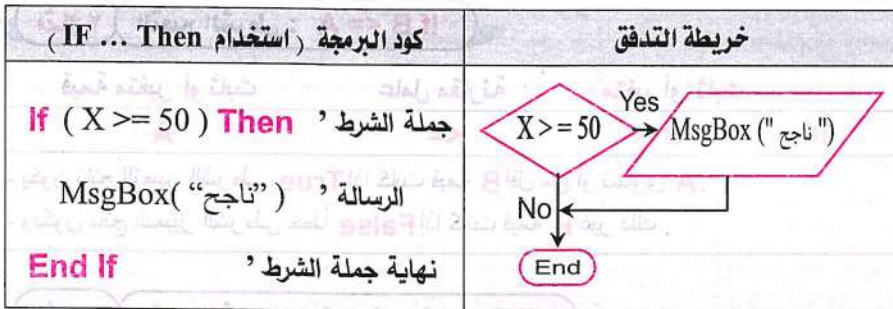 خريطة التدفق
كود البرمجة ( استخدام IF ... Then )
X >= 50
Yes
MsgBox ("ناجح")
No
End
If ( X >= 50 ) Then ' جملة الشرط
MsgBox( “ناجح” ) ' الرسالة
End If ' نهاية جملة الشرط